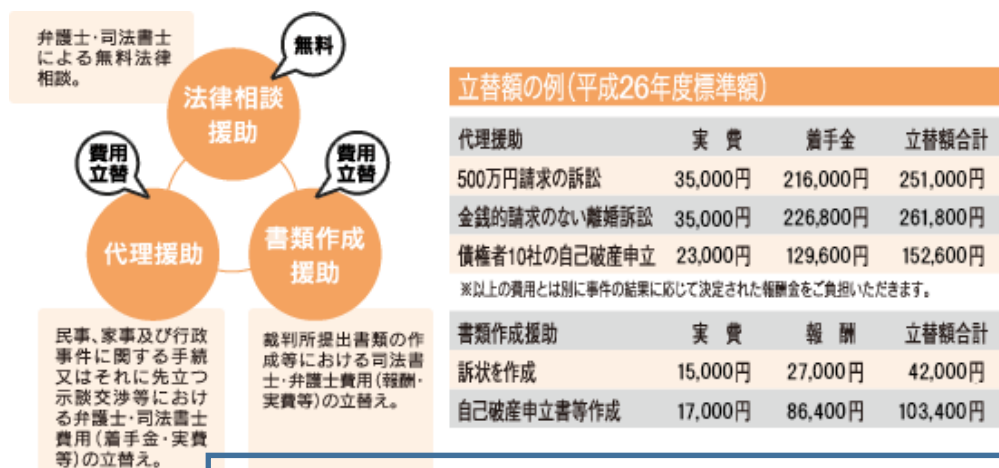 弁護士・司法書士
による無料法律
相談。
無料
法律相談
援助
費用
立替
費用
立替
代理援助
書類作成
援助
民事、家事及び行政
事件に関する手続
又はそれに先立つ
示談交渉等におけ
る弁護士・司法書士
費用（着手金・実費
等）の立替え。
裁判所提出書類の作
成等における司法書
士・弁護士費用（報酬・
実費等）の立替え。
立替額の例（平成26年度標準額）
代理援助 実 費 着手金 立替額合計
500万円請求の訴訟 35,000円 216,000円 251,000円
金銭的請求のない離婚訴訟 35,000円 226,800円 261,800円
債権者10社の自己破産申立 23,000円 129,600円 152,600円
※以上の費用とは別に事件の結果に応じて決定された報酬金をご負担いただきます。
書類作成援助 実 費 報 酬 立替額合計
訴状を作成 15,000円 27,000円 42,000円
自己破産申立書等作成 17,000円 86,400円 103,400円